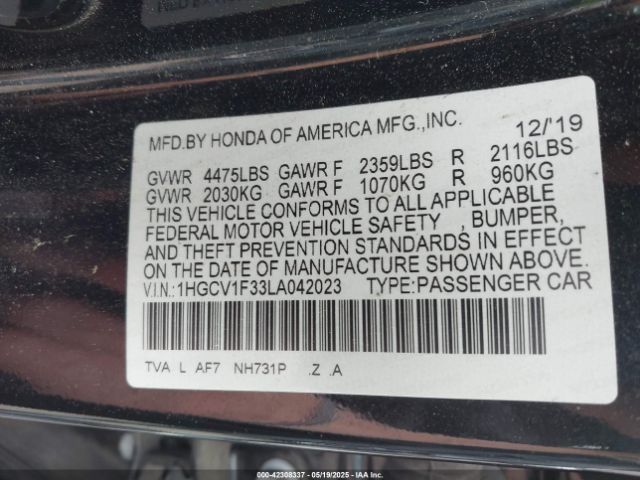 MFD.BY HONDA OF AMERICA MFG.,INC. 12/'19
GVWR 4475LBS GAWR F 2359LBS R 2116LBS
GVWR 2030KG GAWR F 1070KG R 960KG
THIS VEHICLE CONFORMS TO ALL APPLICABLE
FEDERAL MOTOR VEHICLE SAFETY , BUMPER,
AND THEFT PREVENTION STANDARDS IN EFFECT
ON THE DATE OF MANUFACTURE SHOWN ABOVE.
V.I.N.: 1HGCV1F33LA042023 TYPE:PASSENGER CAR
TVA L AF7 NH731P .Z .A
000-42308337 - 05/19/2025 - IAA, Inc.